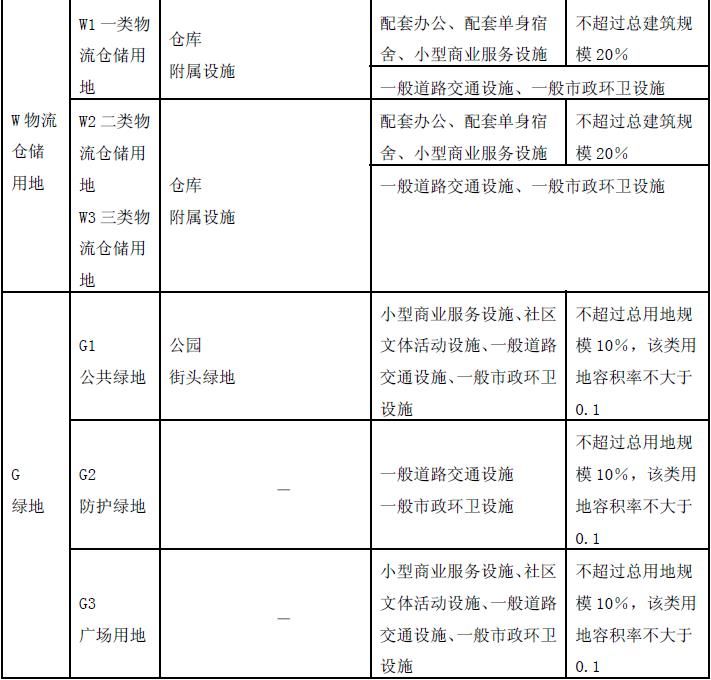 W 物流
仓储
用地
W1 一类物
流仓储用
地
仓库
附属设施
配套办公、配套单身宿
舍、小型商业服务设施
不超过总建筑规
模 20%
一般道路交通设施、一般市政环卫设施
W2 二类物
流仓储用
地
W3 三类物
流仓储用
地
仓库
附属设施
配套办公、配套单身宿
舍、小型商业服务设施
不超过总建筑规
模 20%
一般道路交通设施、一般市政环卫设施
G
绿地
G1
公共绿地
公园
街头绿地
小型商业服务设施、社区
文体活动设施、一般道路
交通设施、一般市政环卫
设施
不超过总用地规
模 10%，该类用
地容积率不大于
0.1
G2
防护绿地
—
一般道路交通设施
一般市政环卫设施
不超过总用地规
模 10%，该类用
地容积率不大于
0.1
G3
广场用地
—
小型商业服务设施、社区
文体活动设施、一般道路
交通设施、一般市政环卫
设施
不超过总用地规
模 10%，该类用
地容积率不大于
0.1